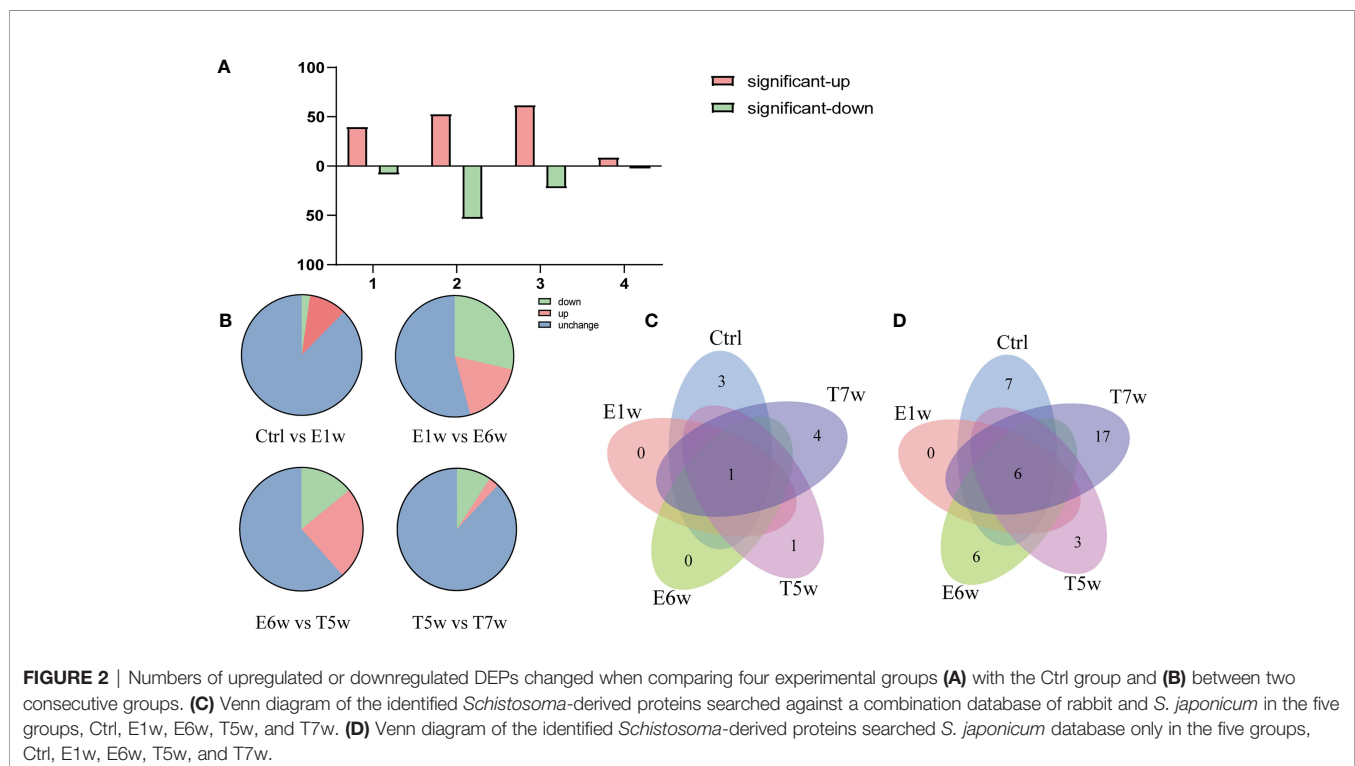 A
100
50
0
50
100
1 2 3 4
significant-up
significant-down
B
down
up
unchange
Ctrl vs E1w
E1w vs E6w
E6w vs T5w
T5w vs T7w
C
Ctrl
3
T7w
4
E1w
0
1
0
E6w
1
T5w
D
Ctrl
7
T7w
17
E1w
0
6
6
E6w
3
T5w
FIGURE 2 | Numbers of upregulated or downregulated DEPs changed when comparing four experimental groups (A) with the Ctrl group and (B) between two
consecutive groups. (C) Venn diagram of the identified Schistosoma-derived proteins searched against a combination database of rabbit and S. japonicum in the five
groups, Ctrl, E1w, E6w, T5w, and T7w. (D) Venn diagram of the identified Schistosoma-derived proteins searched S. japonicum database only in the five groups,
Ctrl, E1w, E6w, T5w, and T7w.